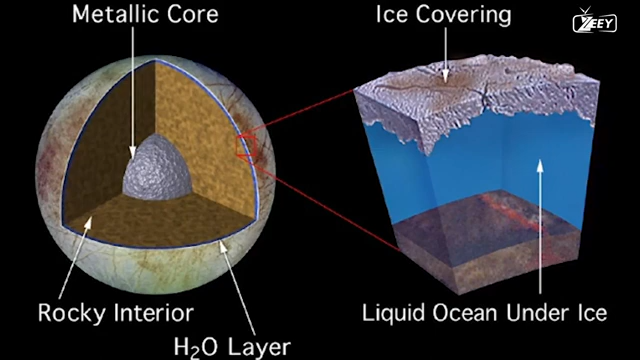 Metallic Core
Ice Covering
ZEEY
Rocky Interior
H₂O Layer
Liquid Ocean Under Ice